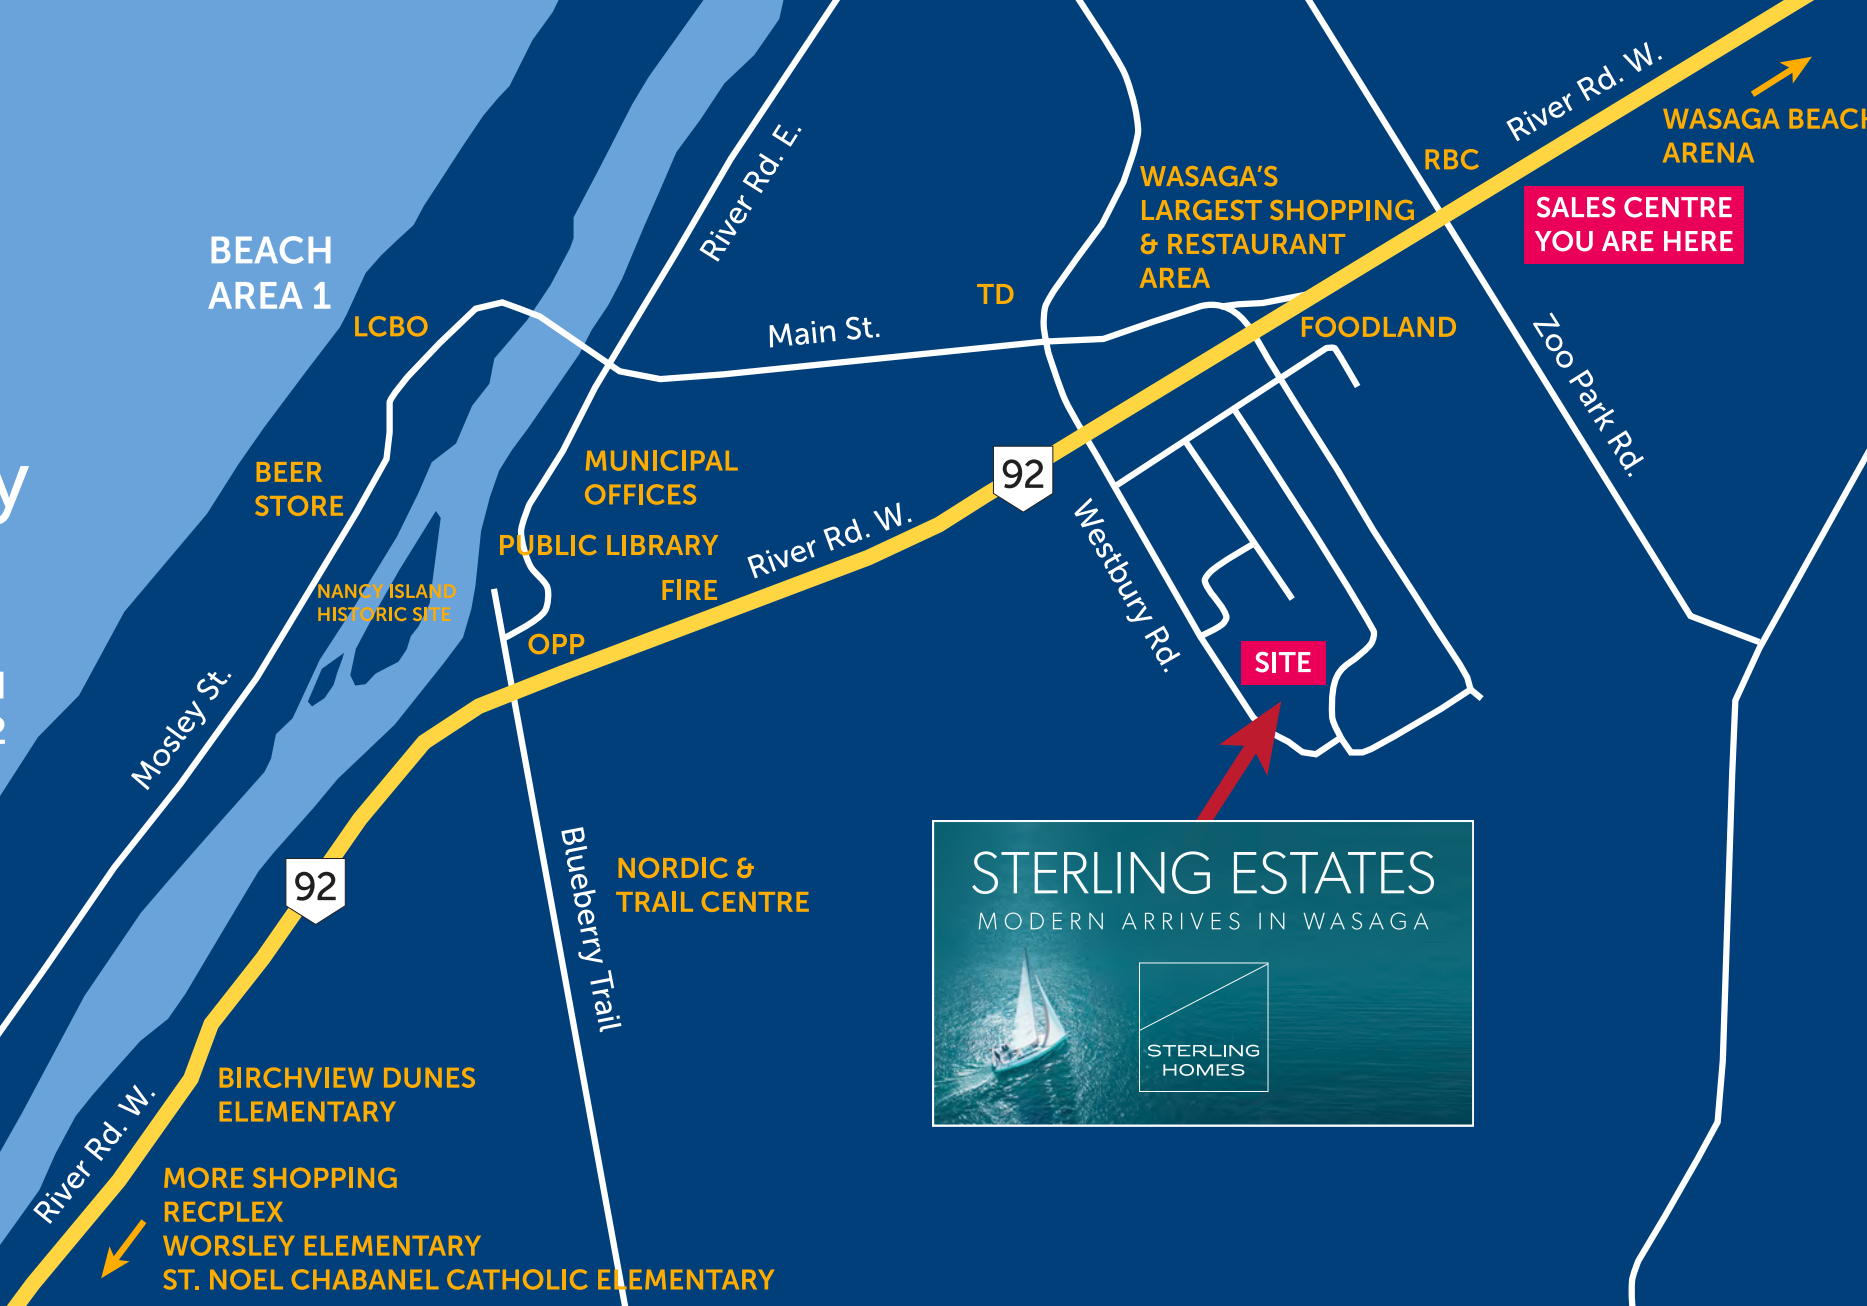 River Rd. W.
WASAGA BEACH
ARENA
RBC
SALES CENTRE
YOU ARE HERE
River Rd. E.
WASAGA'S
LARGEST SHOPPING
& RESTAURANT
AREA
BEACH
AREA 1
TD
LCBO
Main St.
FOODLAND
Zoo Park Rd.
BEER
STORE
MUNICIPAL
OFFICES
92
y
PUBLIC LIBRARY
River Rd. W.
FIRE
Westbury Rd.
NANCY ISLAND
HISTORIC SITE
OPP
SITE
Mosley St.
92
Blueberry Trail
NORDIC &
TRAIL CENTRE
STERLING ESTATES
MODERN ARRIVES IN WASAGA
STERLING
HOMES
BIRCHVIEW DUNES
ELEMENTARY
River Rd. W.
MORE SHOPPING
RECPLEX
WORSLEY ELEMENTARY
ST. NOEL CHABANEL CATHOLIC ELEMENTARY